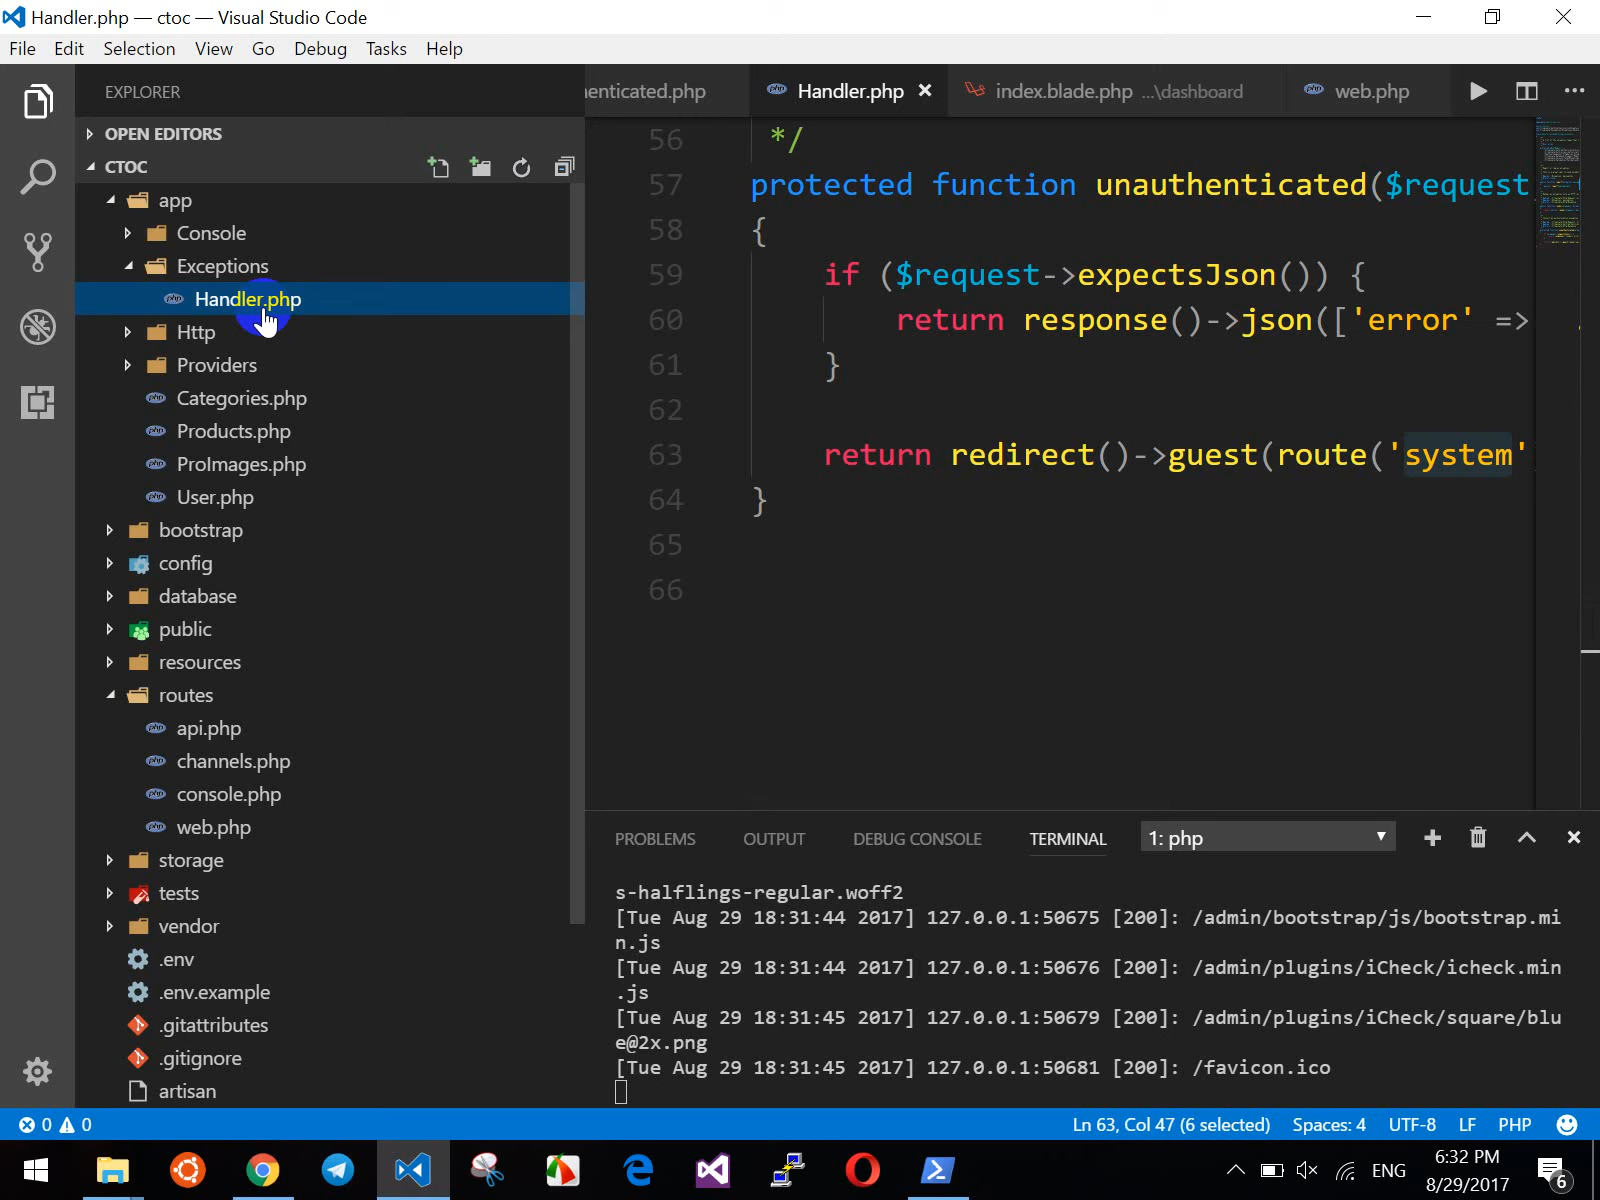 Handler.php — ctoc — Visual Studio Code
File Edit Selection View Go Debug Tasks Help
EXPLORER
OPEN EDITORS
CTOC
app
Console
Exceptions
Handler.php
Http
Providers
Categories.php
Products.php
ProImages.php
User.php
bootstrap
config
database
public
resources
routes
api.php
channels.php
console.php
web.php
storage
tests
vendor
.env
.env.example
.gitattributes
.gitignore
artisan
enticated.php Handler.php index.blade.php ...\dashboard web.php
56 */
57 protected function unauthenticated($request
58 {
59 if ($request->expectsJson()) {
60 return response()->json(['error' =>
61 }
62
63 return redirect()->guest(route('system'
64 }
65
66
PROBLEMS OUTPUT DEBUG CONSOLE TERMINAL 1: php
s-halflings-regular.woff2
[Tue Aug 29 18:31:44 2017] 127.0.0.1:50675 [200]: /admin/bootstrap/js/bootstrap.mi
n.js
[Tue Aug 29 18:31:44 2017] 127.0.0.1:50676 [200]: /admin/plugins/iCheck/icheck.min
.js
[Tue Aug 29 18:31:45 2017] 127.0.0.1:50679 [200]: /admin/plugins/iCheck/square/blu
e@2x.png
[Tue Aug 29 18:31:45 2017] 127.0.0.1:50681 [200]: /favicon.ico
0 0 Ln 63, Col 47 (6 selected) Spaces: 4 UTF-8 LF PHP
ENG
6:32 PM
8/29/2017
6